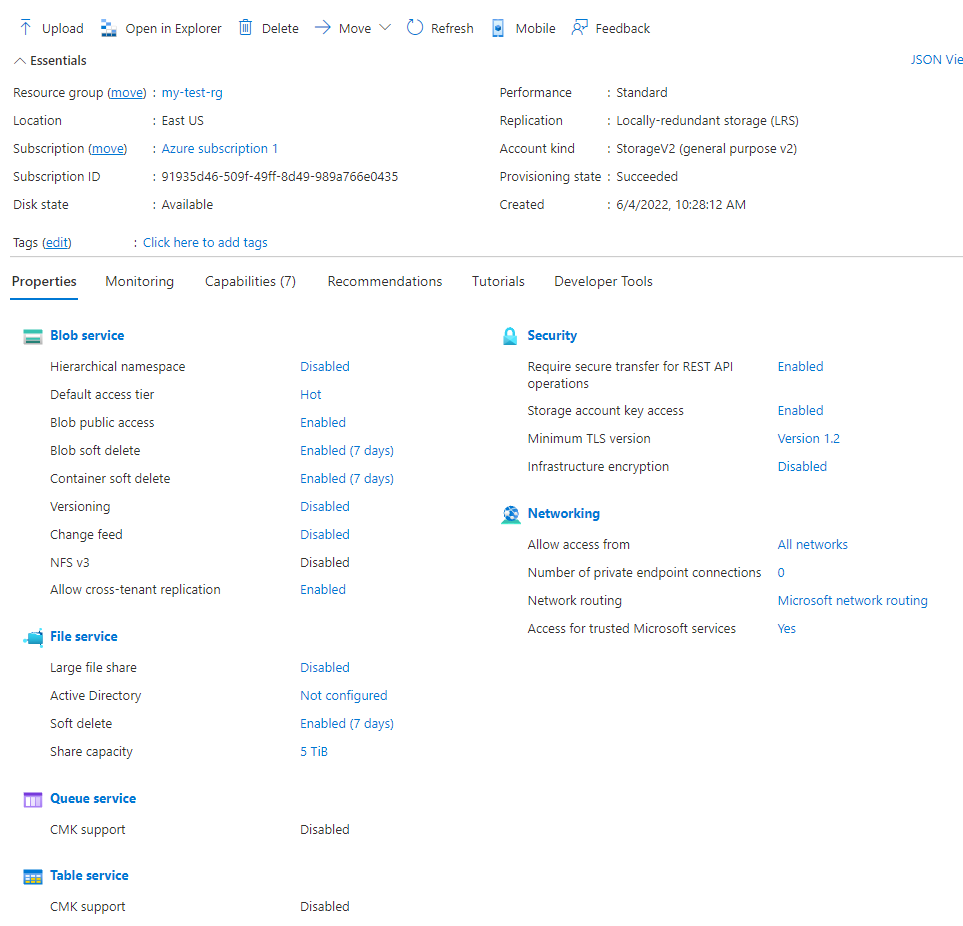 Upload Open in Explorer Delete Move Refresh Mobile Feedback
Essentials
JSON Vie
Resource group (move) : my-test-rg
Location : East US
Subscription (move) : Azure subscription 1
Subscription ID : 91935d46-509f-49ff-8d49-989a766e0435
Disk state : Available
Performance : Standard
Replication : Locally-redundant storage (LRS)
Account kind : StorageV2 (general purpose v2)
Provisioning state : Succeeded
Created : 6/4/2022, 10:28:12 AM
Tags (edit) : Click here to add tags
Properties Monitoring Capabilities (7) Recommendations Tutorials Developer Tools
Blob service
Hierarchical namespace Disabled
Default access tier Hot
Blob public access Enabled
Blob soft delete Enabled (7 days)
Container soft delete Enabled (7 days)
Versioning Disabled
Change feed Disabled
NFS v3 Disabled
Allow cross-tenant replication Enabled
File service
Large file share Disabled
Active Directory Not configured
Soft delete Enabled (7 days)
Share capacity 5 TiB
Queue service
CMK support Disabled
Table service
CMK support Disabled
Security
Require secure transfer for REST API Enabled
operations
Storage account key access Enabled
Minimum TLS version Version 1.2
Infrastructure encryption Disabled
Networking
Allow access from All networks
Number of private endpoint connections 0
Network routing Microsoft network routing
Access for trusted Microsoft services Yes